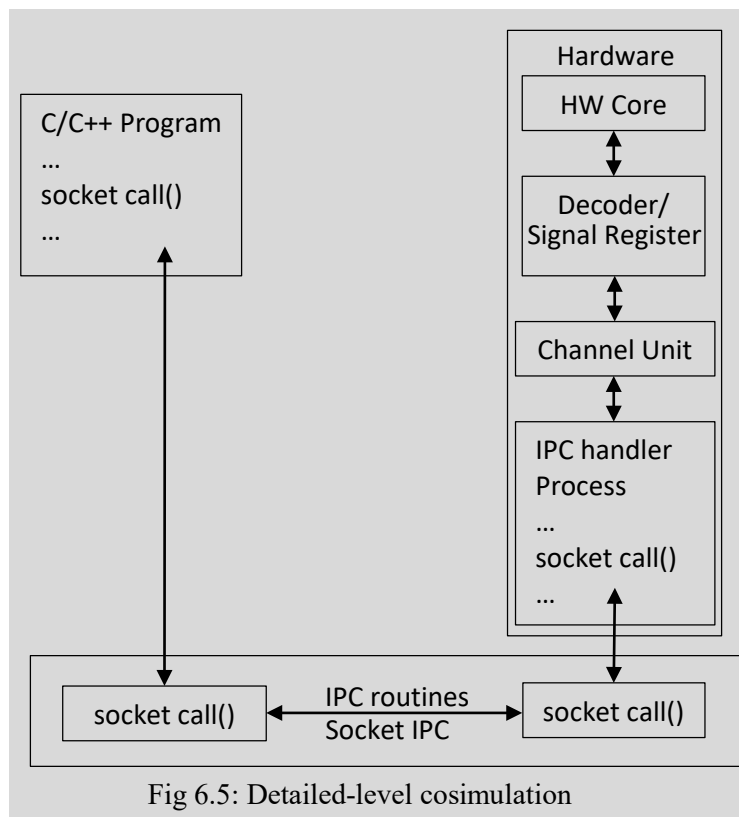 C/C++ Program
...
socket call()
...
Hardware
HW Core
Decoder/
Signal Register
Channel Unit
IPC handler
Process
...
socket call()
...
socket call()
IPC routines
Socket IPC
socket call()
Fig 6.5: Detailed-level cosimulation